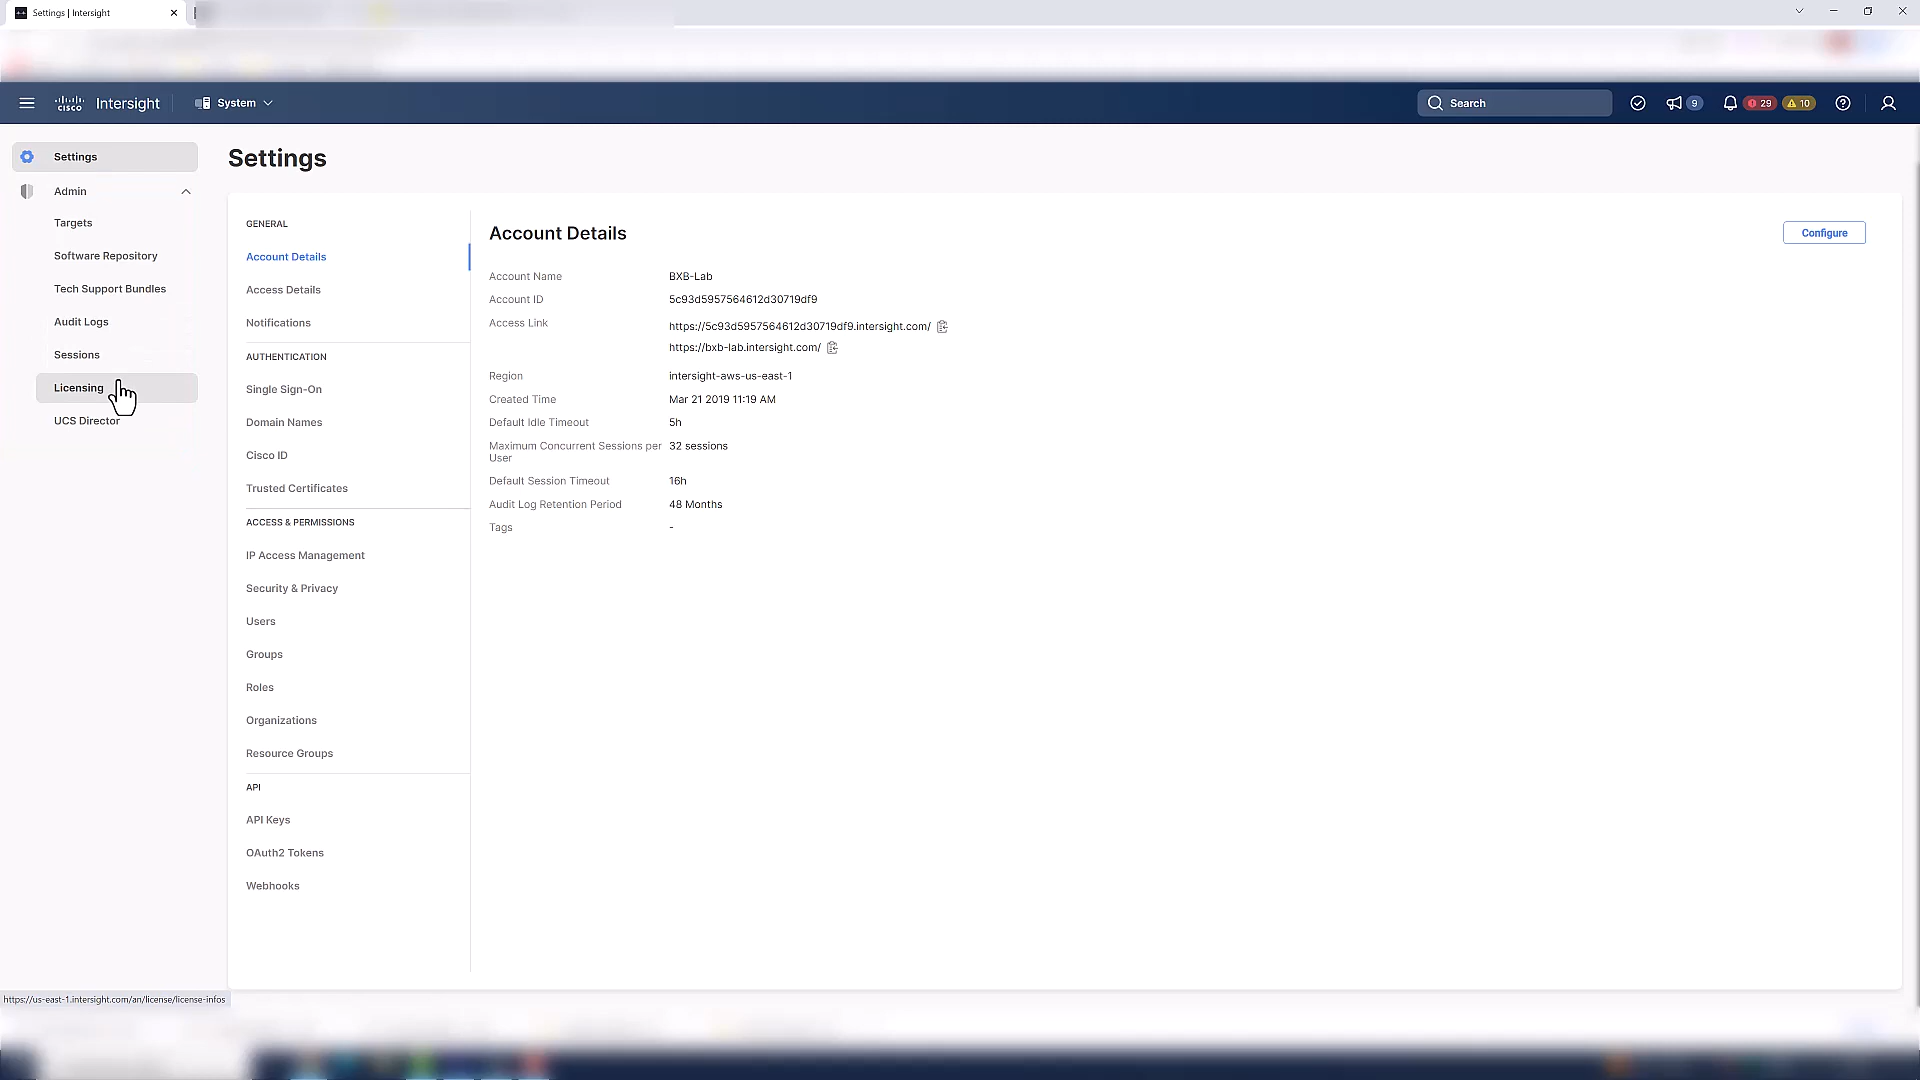 Settings | Intersight
CISCO Intersight
System
Search
9
29
10
Settings
Admin
Targets
Software Repository
Tech Support Bundles
Audit Logs
Sessions
Licensing
UCS Director
Settings
GENERAL
Account Details
Access Details
Notifications
AUTHENTICATION
Single Sign-On
Domain Names
Cisco ID
Trusted Certificates
ACCESS & PERMISSIONS
IP Access Management
Security & Privacy
Users
Groups
Roles
Organizations
Resource Groups
API
API Keys
OAuth2 Tokens
Webhooks
Account Details
Configure
Account Name BXB-Lab
Account ID 5c93d5957564612d30719df9
Access Link https://5c93d5957564612d30719df9.intersight.com/
https://bxb-lab.intersight.com/
Region intersight-aws-us-east-1
Created Time Mar 21 2019 11:19 AM
Default Idle Timeout 5h
Maximum Concurrent Sessions per 32 sessions
User
Default Session Timeout 16h
Audit Log Retention Period 48 Months
Tags -
https://us-east-1.intersight.com/an/license/license-infos